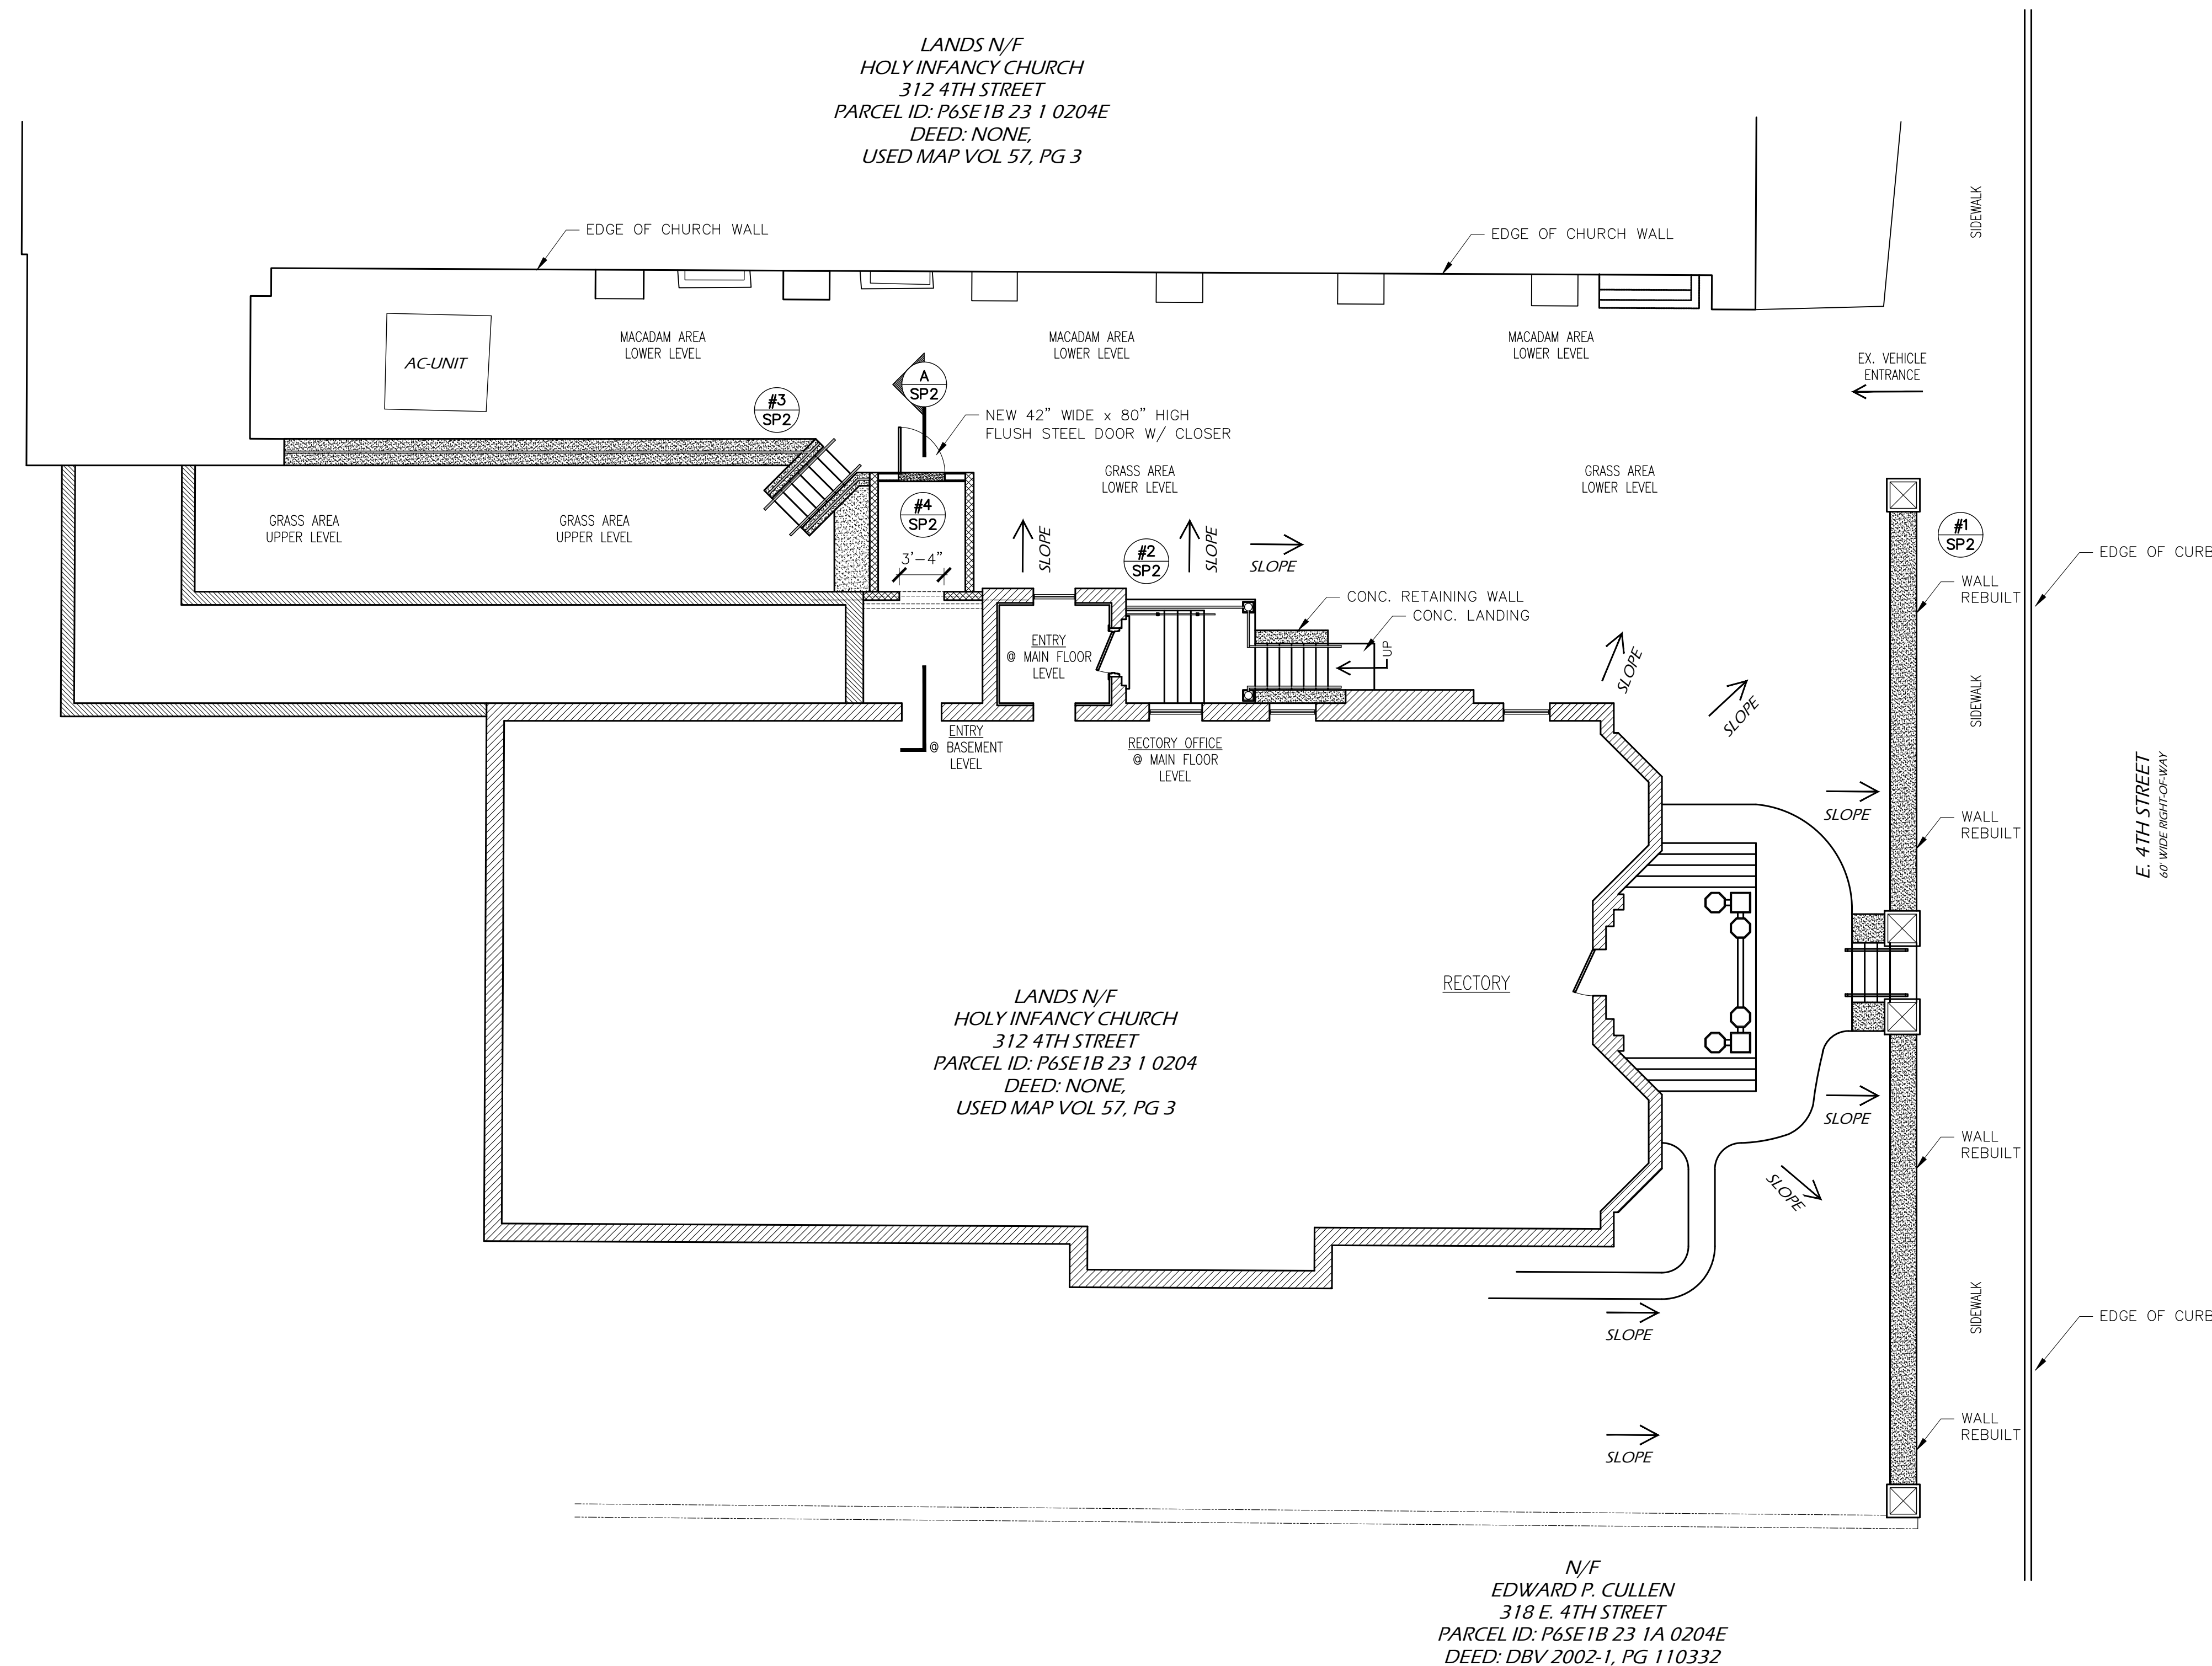 LANDS N/F
HOLY INFANCY CHURCH
312 4TH STREET
PARCEL ID: P6SE1B 23 1 0204E
DEED: NONE,
USED MAP VOL 57, PG 3
SIDEWALK
EDGE OF CHURCH WALL
EDGE OF CHURCH WALL
MACADAM AREA
LOWER LEVEL
MACADAM AREA
LOWER LEVEL
MACADAM AREA
LOWER LEVEL
AC-UNIT
EX. VEHICLE
ENTRANCE
A
SP2
#3
SP2
NEW 42" WIDE x 80" HIGH
FLUSH STEEL DOOR W/ CLOSER
GRASS AREA
LOWER LEVEL
GRASS AREA
LOWER LEVEL
GRASS AREA
UPPER LEVEL
GRASS AREA
UPPER LEVEL
#4
SP2
3'-4"
SLOPE
#2
SP2
SLOPE
SLOPE
#1
SP2
EDGE OF CURB
WALL
REBUILT
CONC. RETAINING WALL
CONC. LANDING
UP
ENTRY
@ MAIN FLOOR
LEVEL
SLOPE
SLOPE
SIDEWALK
ENTRY
@ BASEMENT
LEVEL
RECTORY OFFICE
@ MAIN FLOOR
LEVEL
SLOPE
WALL
REBUILT
E. 4TH STREET
60' WIDE RIGHT-OF-WAY
RECTORY
LANDS N/F
HOLY INFANCY CHURCH
312 4TH STREET
PARCEL ID: P6SE1B 23 1 0204
DEED: NONE,
USED MAP VOL 57, PG 3
SLOPE
WALL
REBUILT
SLOPE
SIDEWALK
EDGE OF CURB
SLOPE
WALL
REBUILT
SLOPE
N/F
EDWARD P. CULLEN
318 E. 4TH STREET
PARCEL ID: P6SE1B 23 1A 0204E
DEED: DBV 2002-1, PG 110332